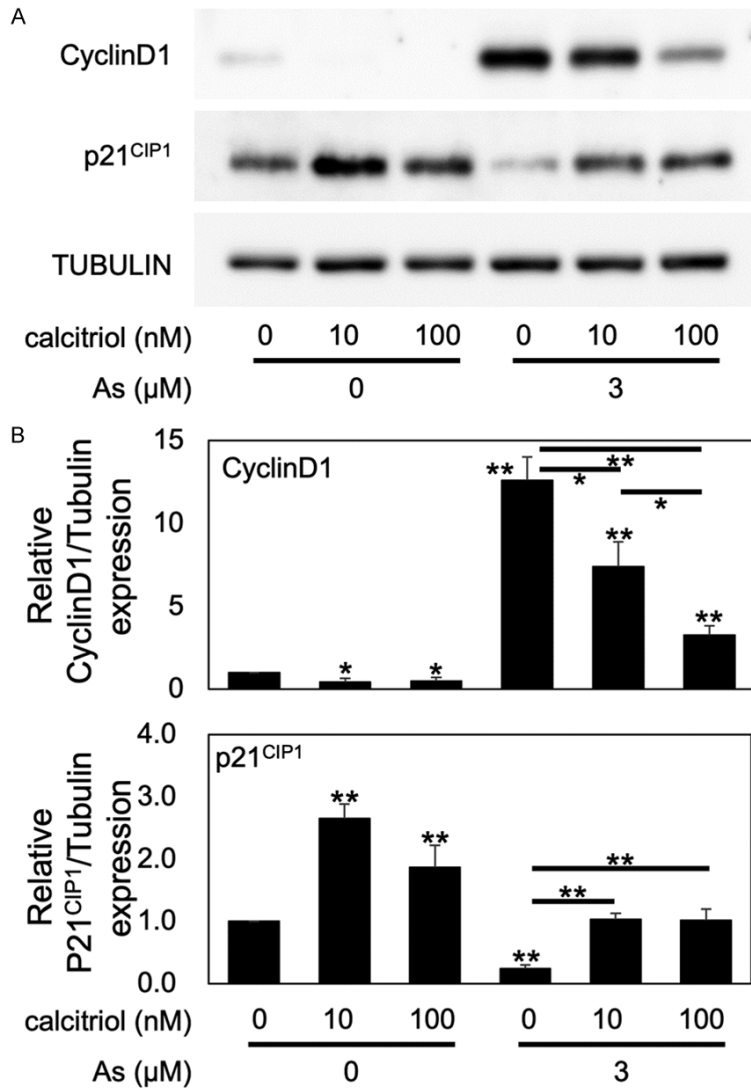 A
CyclinD1
p21CIP1
TUBULIN
calcitriol (nM) 0 10 100 0 10 100
As (µM) 0 3
B
Relative
CyclinD1/Tubulin
expression
15
10
5
0
CyclinD1
* * ** ** ** ** * *
Relative
P21CIP1/Tubulin
expression
4.0
3.0
2.0
1.0
0.0
p21CIP1
** ** ** ** **
calcitriol (nM) 0 10 100 0 10 100
As (µM) 0 3